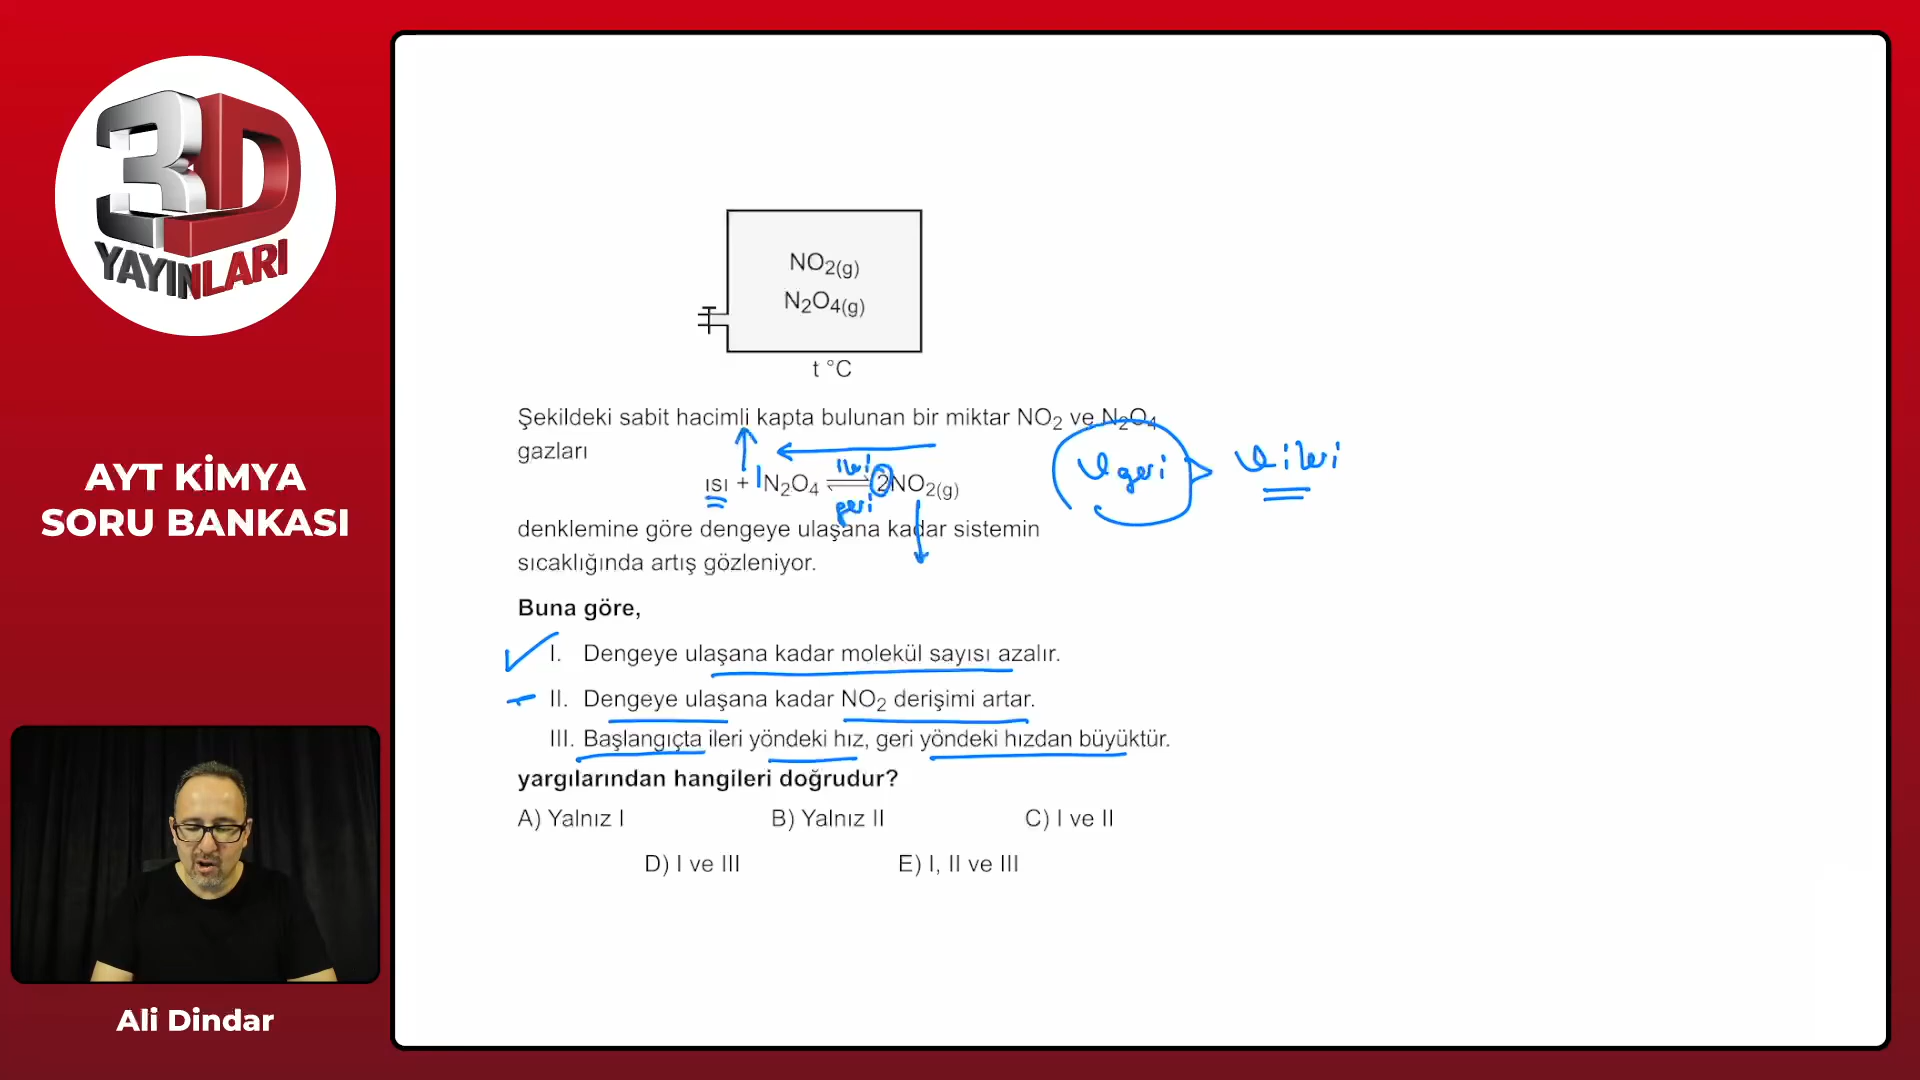 3D
YAYINLARI
AYT KİMYA
SORU BANKASI
Ali Dindar
NO2(g)
N2O4(g)
t °C
Şekildeki sabit hacimli kapta bulunan bir miktar NO2 ve N2O4
gazları
ısı + 1 N2O4 ⇌ 2NO2(g)
ileri
geri
υgeri > υileri
denklemine göre dengeye ulaşana kadar sistemin
sıcaklığında artış gözleniyor.
Buna göre,
I. Dengeye ulaşana kadar molekül sayısı azalır.
II. Dengeye ulaşana kadar NO2 derişimi artar.
III. Başlangıçta ileri yöndeki hız, geri yöndeki hızdan büyüktür.
yargılarından hangileri doğrudur?
A) Yalnız I B) Yalnız II C) I ve II
D) I ve III E) I, II ve III